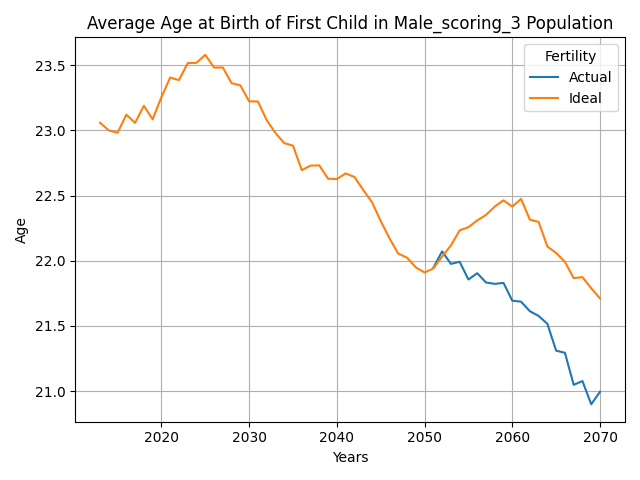 Average Age at Birth of First Child in Male_scoring_3 Population
Fertility
Actual
Ideal
Age
23.5
23.0
22.5
22.0
21.5
21.0
2020 2030 2040 2050 2060 2070
Years